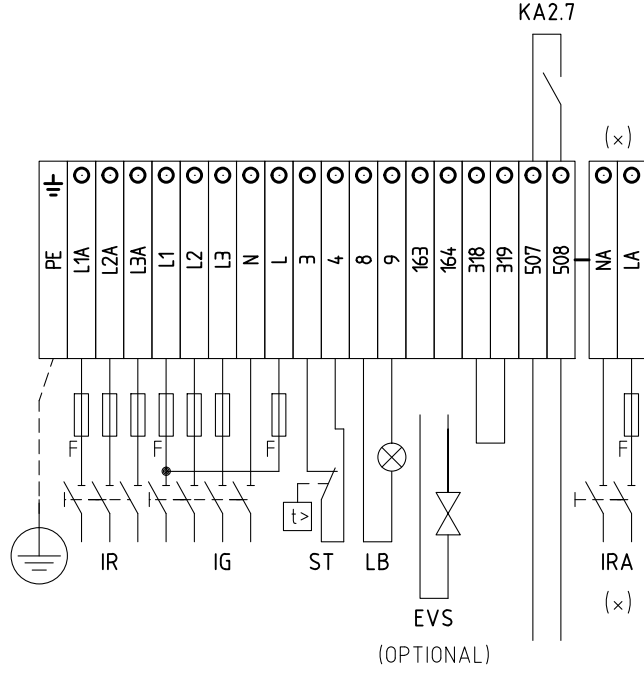 KA2.7
(x)
PE L1A L2A L3A L1 L2 L3 N L 3 4 8 9 163 164 318 319 507 508 NA LA
F F F F
t>
IR IG ST LB IRA
(x)
EVS
(OPTIONAL)